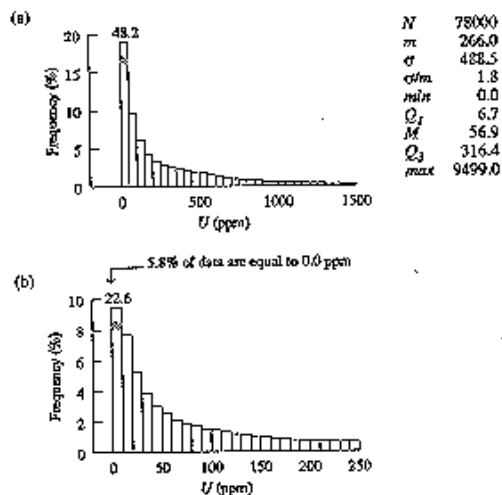 (a)
48.2
20
15
10
5
0
Frequency (%)
0 500 1000 1500
U (ppm)
N 78000
m 266.0
σ 488.5
σ/m 1.8
min 0.0
Q1 6.7
M 56.9
Q3 316.4
max 9499.0
5.8% of data are equal to 0.0 ppm
(b)
22.6
10
8
6
4
2
0
Frequency (%)
0 50 100 150 200 250
U (ppm)